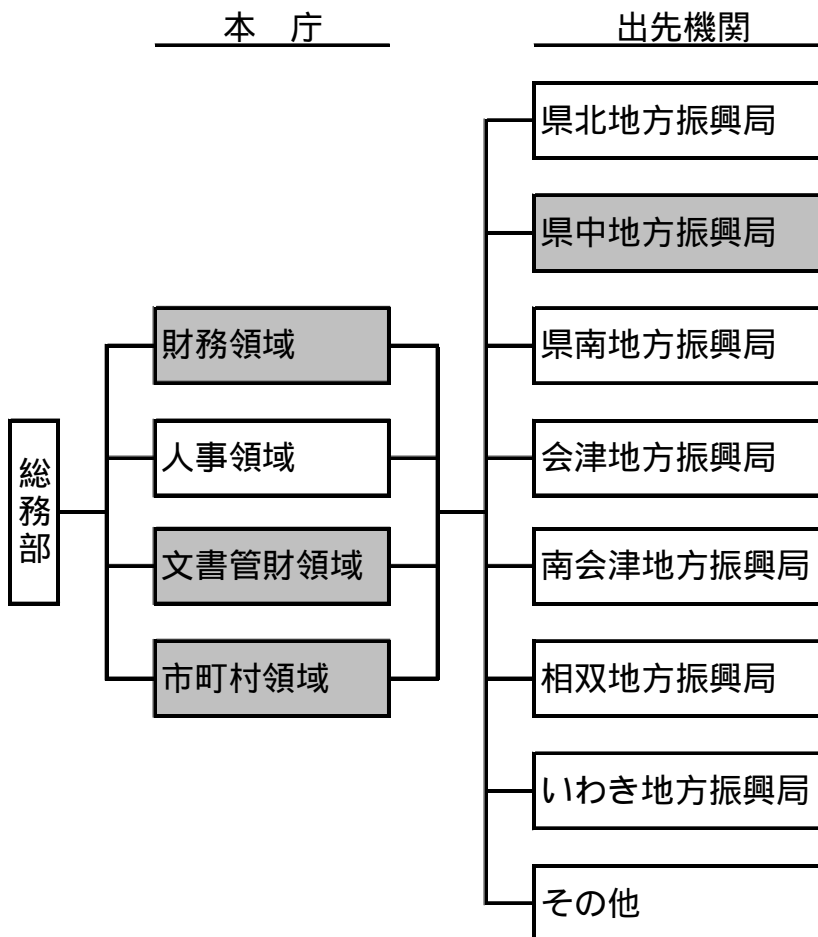 本　庁
出先機関
総務部
財務領域
人事領域
文書管財領域
市町村領域
県北地方振興局
県中地方振興局
県南地方振興局
会津地方振興局
南会津地方振興局
相双地方振興局
いわき地方振興局
その他